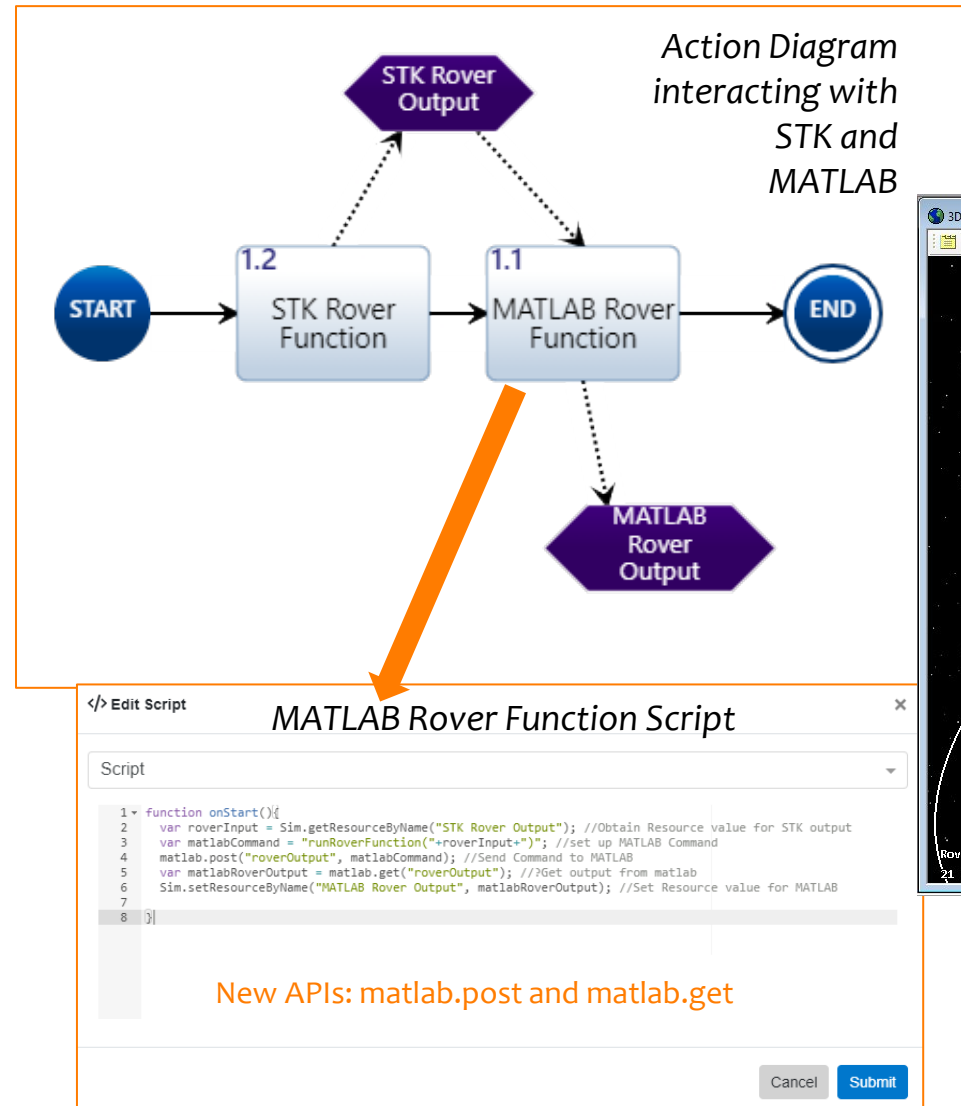 Action Diagram
interacting with
STK and
MATLAB
STK Rover
Output
START
1.2
STK Rover
Function
1.1
MATLAB Rover
Function
END
MATLAB
Rover
Output
3D
</> Edit Script
MATLAB Rover Function Script
×
Script
1 function onStart(){
2 var roverInput = Sim.getResourceByName("STK Rover Output"); //Obtain Resource value for STK output
3 var matlabCommand = "runRoverFunction("+roverInput+")"; //set up MATLAB Command
4 matlab.post("roverOutput", matlabCommand); //Send Command to MATLAB
5 var matlabRoverOutput = matlab.get("roverOutput"); //?Get output from matlab
6 Sim.setResourceByName("MATLAB Rover Output", matlabRoverOutput); //Set Resource value for MATLAB
7
8 }
New APIs: matlab.post and matlab.get
Cancel
Submit
Rov
21